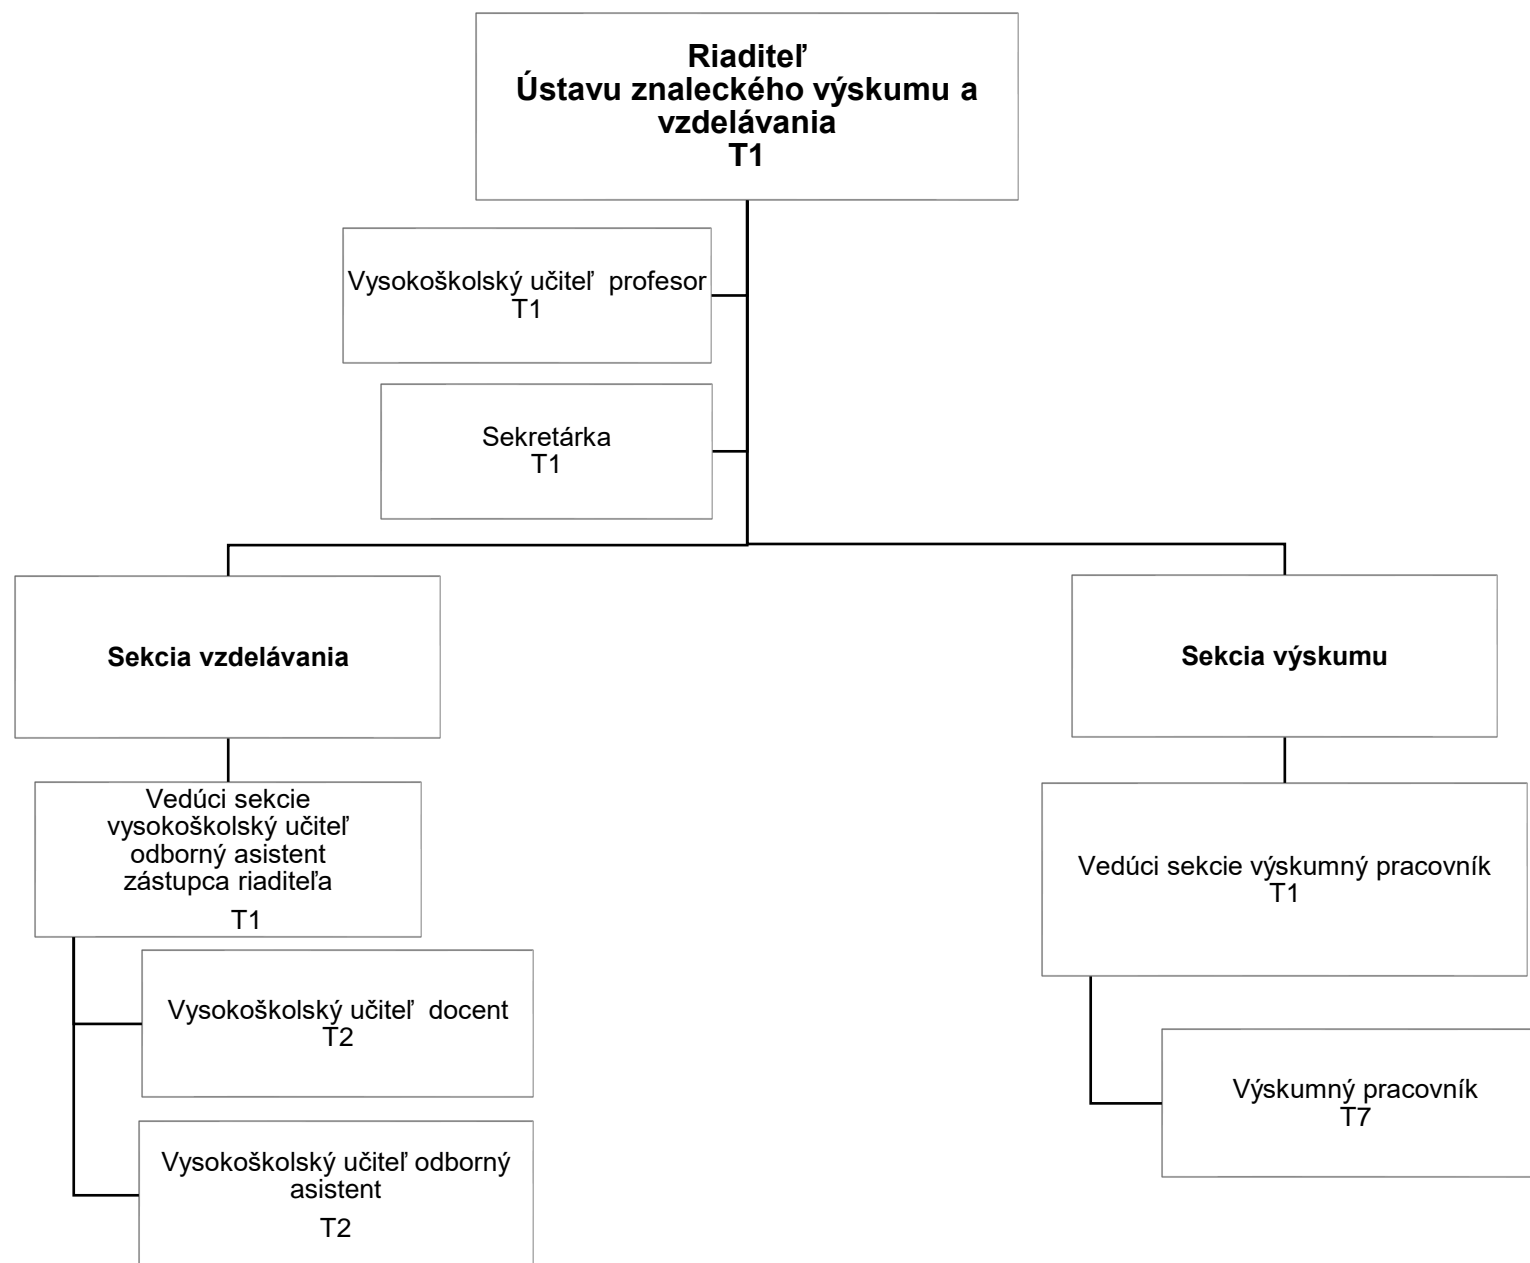 Riaditeľ
Ústavu znaleckého výskumu a
vzdelávania
T1
Vysokoškolský učiteľ  profesor
T1
Sekretárka
T1
Sekcia vzdelávania
Sekcia výskumu
Vedúci sekcie
vysokoškolský učiteľ
odborný asistent
zástupca riaditeľa
T1
Vedúci sekcie výskumný pracovník
T1
Vysokoškolský učiteľ  docent
T2
Výskumný pracovník
T7
Vysokoškolský učiteľ odborný
asistent
T2